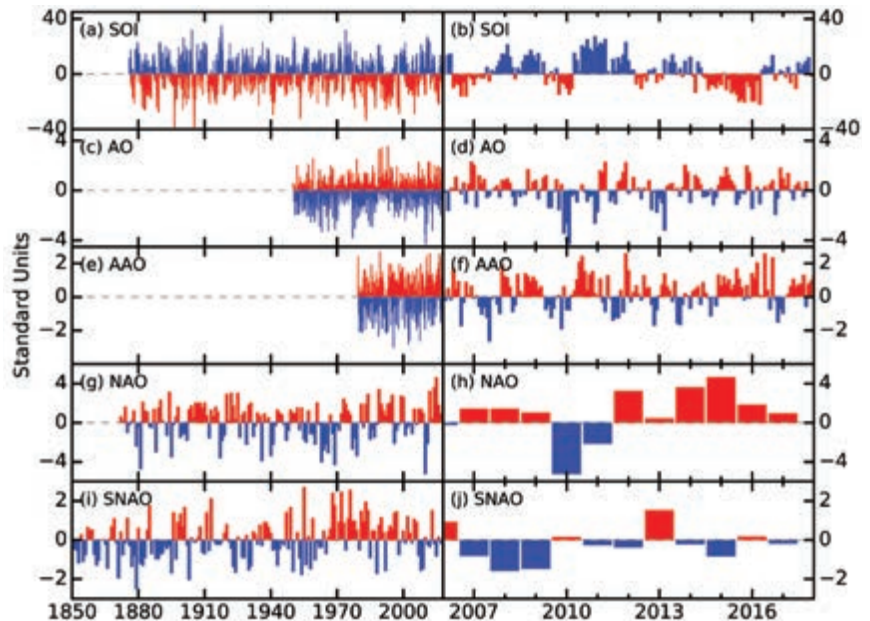 40 (a) SOI (b) SOI 40
0 0
−40 −40
4 (c) AO (d) AO 4
0 0
−4 −4
2 (e) AAO (f) AAO 2
0 0
−2 −2
4 (g) NAO (h) NAO 4
0 0
−4 −4
2 (i) SNAO (j) SNAO 2
0 0
−2 −2
1850 1880 1910 1940 1970 2000 2007 2010 2013 2016
Standard Units